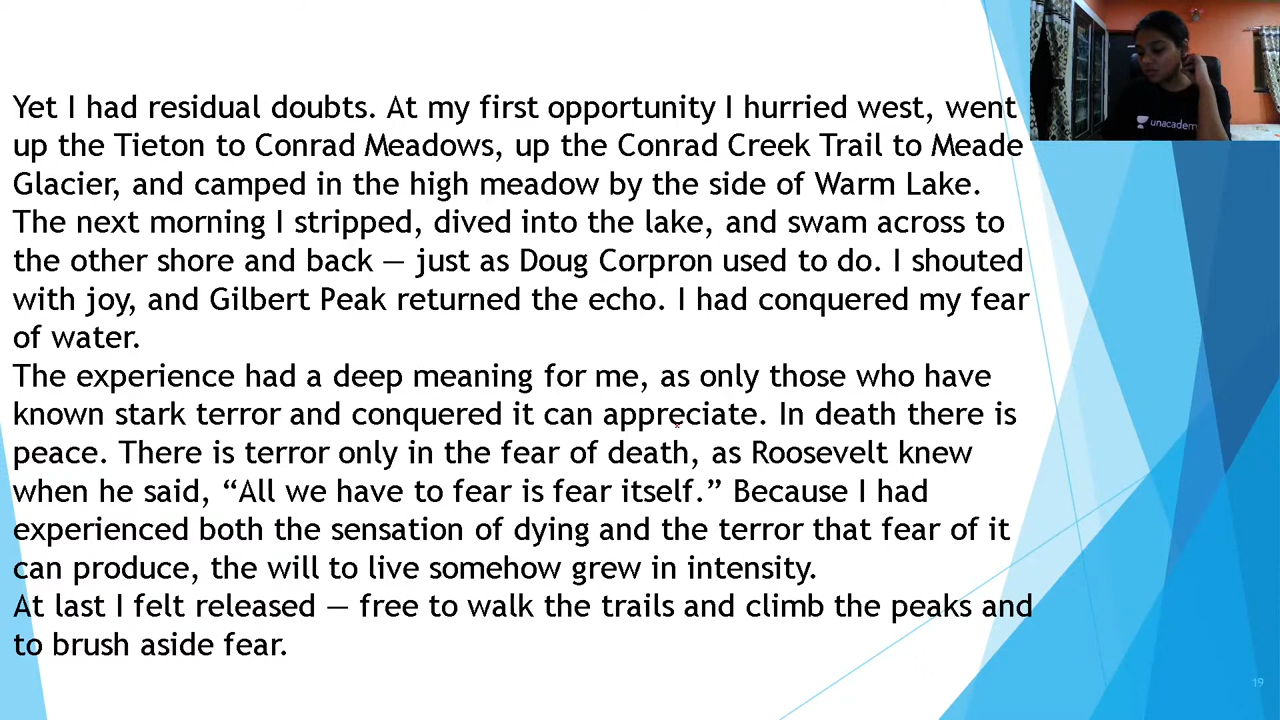 Yet I had residual doubts. At my first opportunity I hurried west, went
up the Tieton to Conrad Meadows, up the Conrad Creek Trail to Meade
Glacier, and camped in the high meadow by the side of Warm Lake.
The next morning I stripped, dived into the lake, and swam across to
the other shore and back — just as Doug Corpron used to do. I shouted
with joy, and Gilbert Peak returned the echo. I had conquered my fear
of water.
The experience had a deep meaning for me, as only those who have
known stark terror and conquered it can appreciate. In death there is
peace. There is terror only in the fear of death, as Roosevelt knew
when he said, “All we have to fear is fear itself.” Because I had
experienced both the sensation of dying and the terror that fear of it
can produce, the will to live somehow grew in intensity.
At last I felt released — free to walk the trails and climb the peaks and
to brush aside fear.
unacadem
19